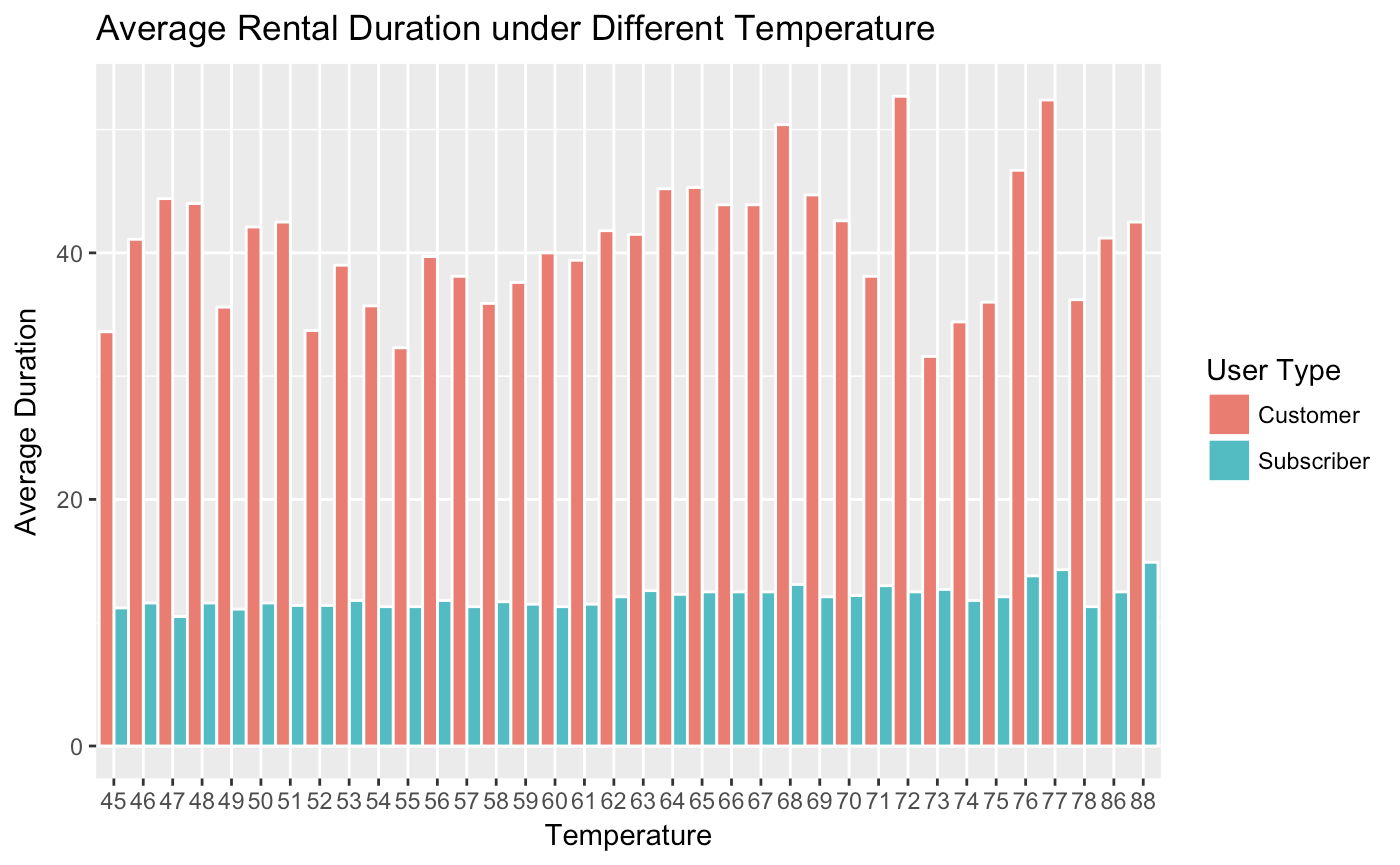 Average Rental Duration under Different Temperature
40
20
0
Average Duration
45 46 47 48 49 50 51 52 53 54 55 56 57 58 59 60 61 62 63 64 65 66 67 68 69 70 71 72 73 74 75 76 77 78 86 88
Temperature
User Type
Customer
Subscriber